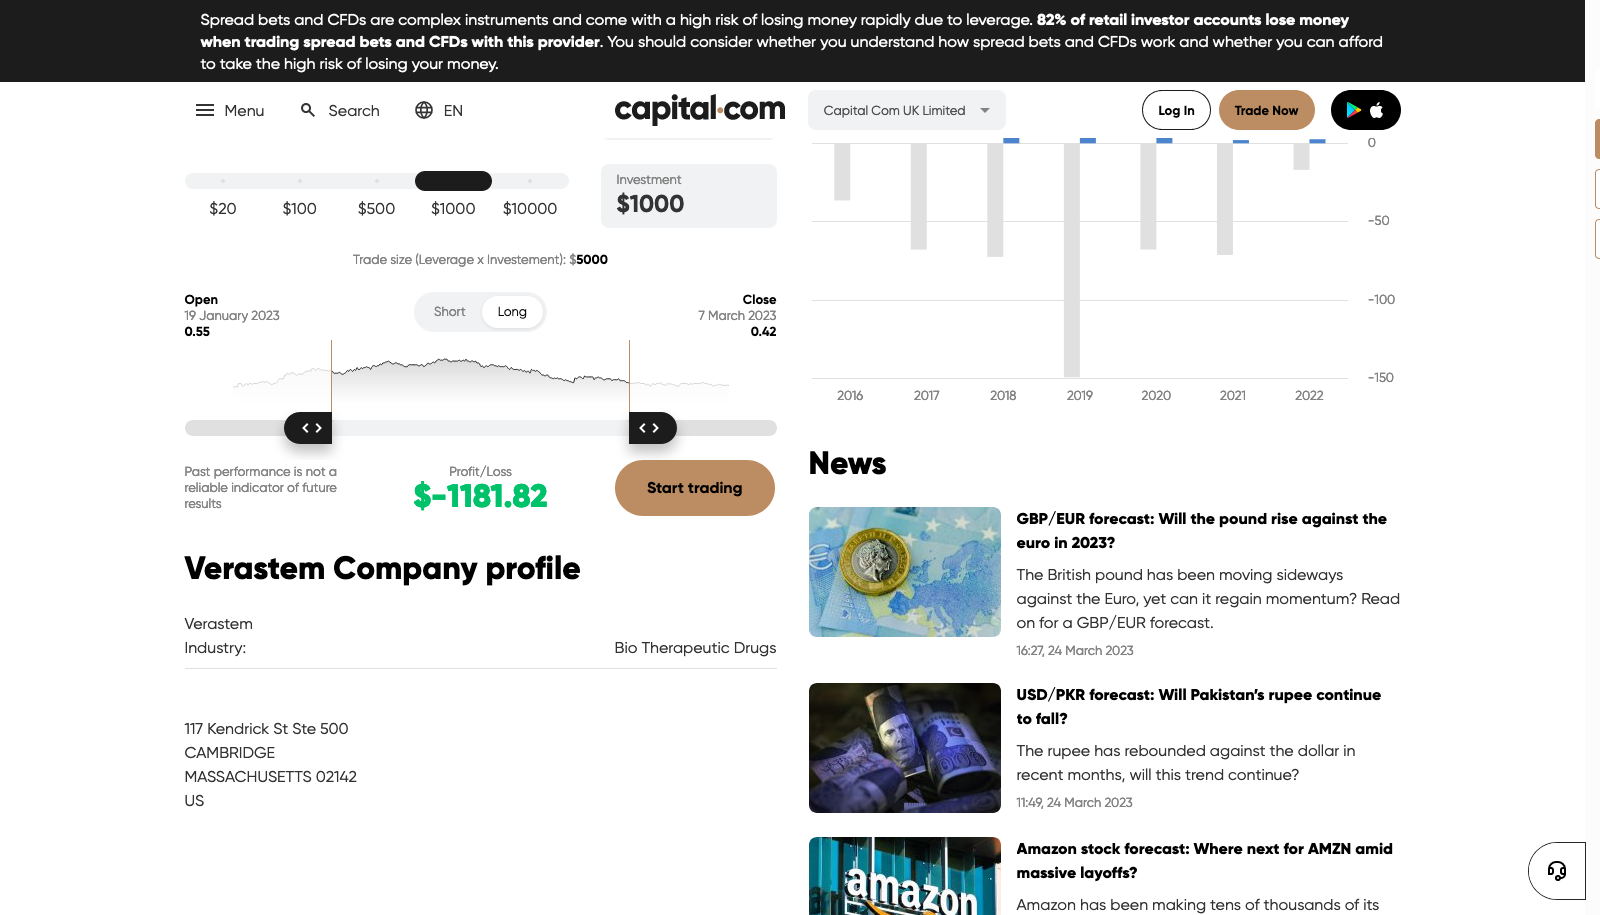 Spread bets and CFDs are complex instruments and come with a high risk of losing money rapidly due to leverage. 82% of retail investor accounts lose money
when trading spread bets and CFDs with this provider. You should consider whether you understand how spread bets and CFDs work and whether you can afford
to take the high risk of losing your money.
Menu
Search
EN
capital.com
Capital Com UK Limited
Log In
Trade Now
$20
$100
$500
$1000
$10000
Investment
$1000
Trade size (Leverage x Investement): $5000
Open
19 January 2023
0.55
Short
Long
Close
7 March 2023
0.42
Past performance is not a
reliable indicator of future
results
Profit/Loss
$-1181.82
Start trading
Verastem Company profile
Verastem
Industry:
Bio Therapeutic Drugs
117 Kendrick St Ste 500
CAMBRIDGE
MASSACHUSETTS 02142
US
0
-50
-100
-150
2016
2017
2018
2019
2020
2021
2022
News
GBP/EUR forecast: Will the pound rise against the
euro in 2023?
The British pound has been moving sideways
against the Euro, yet can it regain momentum? Read
on for a GBP/EUR forecast.
16:27, 24 March 2023
USD/PKR forecast: Will Pakistan's rupee continue
to fall?
The rupee has rebounded against the dollar in
recent months, will this trend continue?
11:49, 24 March 2023
amazon
Amazon stock forecast: Where next for AMZN amid
massive layoffs?
Amazon has been making tens of thousands of its